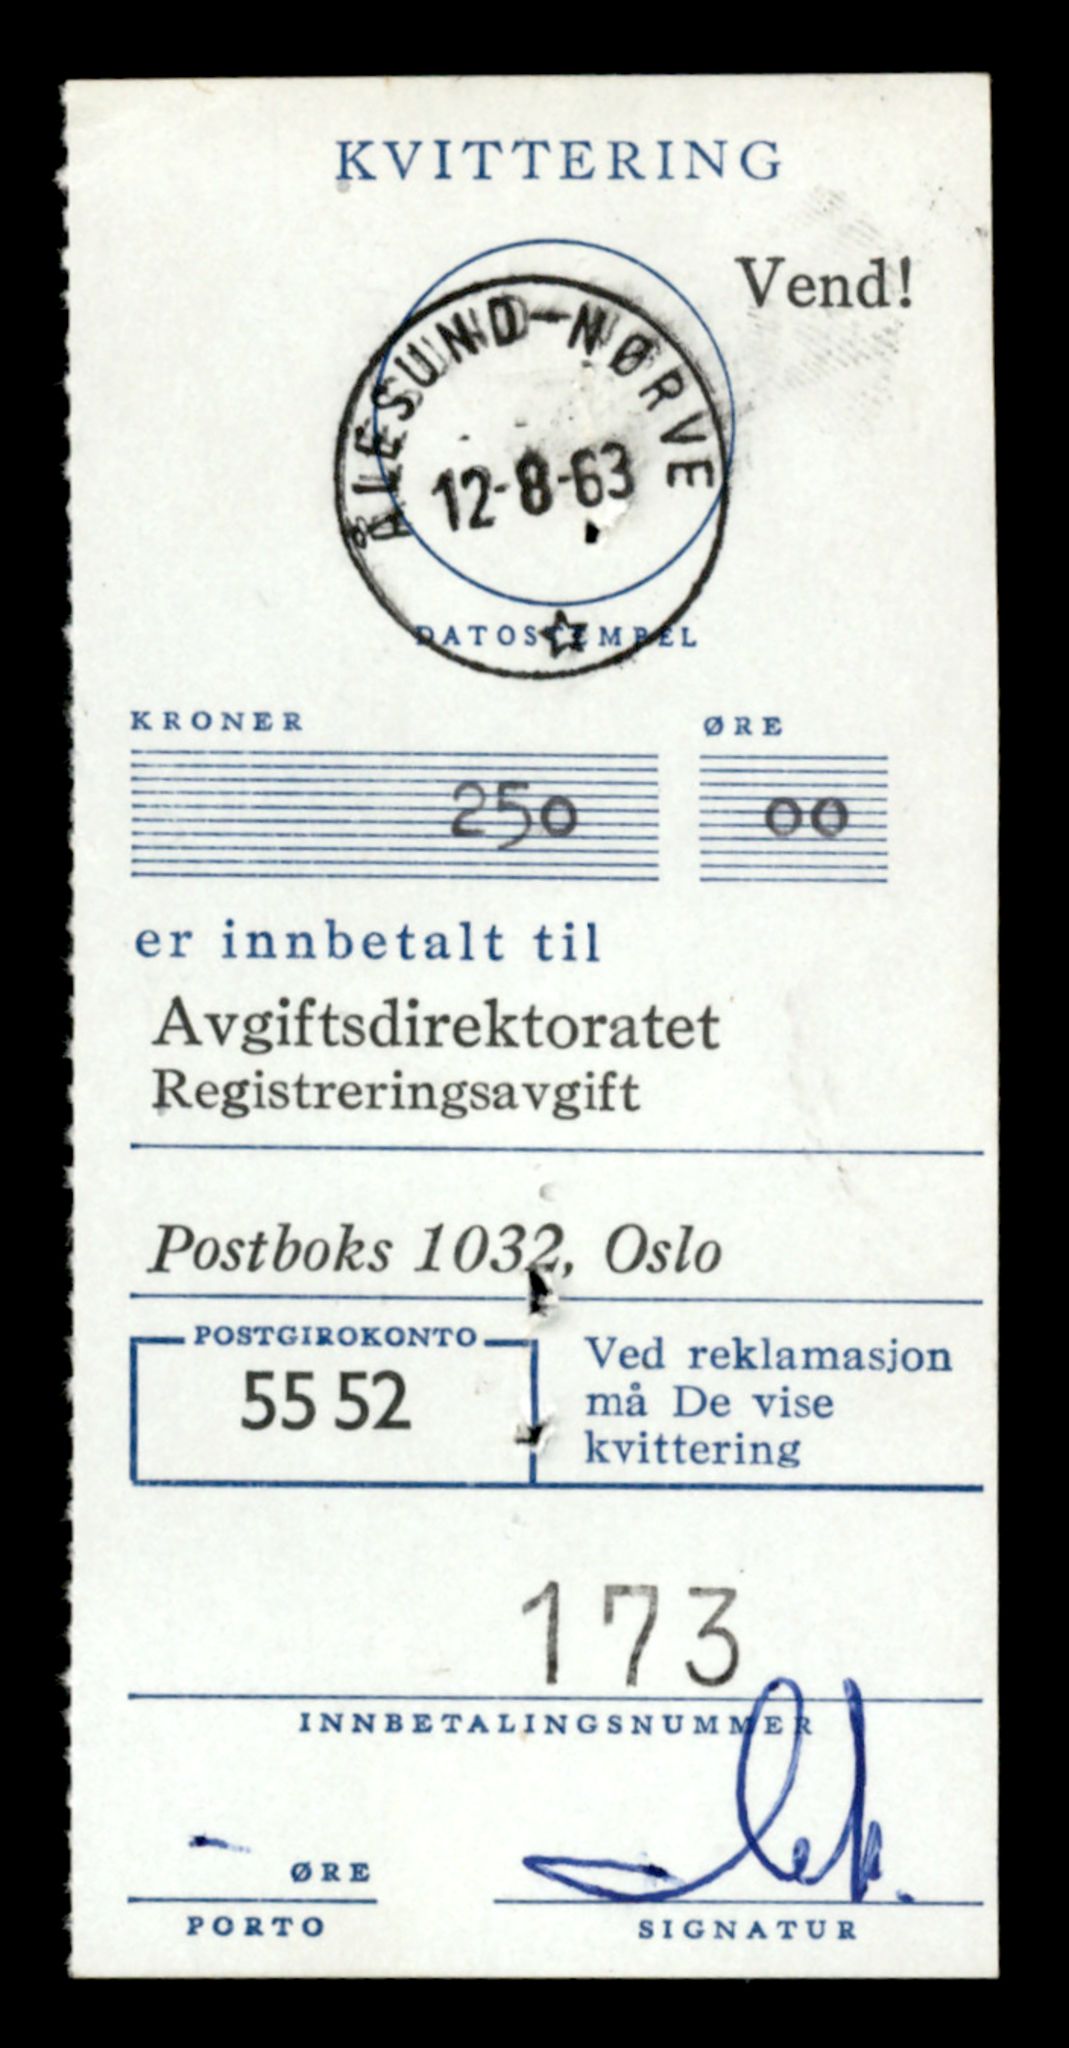 KVITTERING
Vend!
ÅLESUND-NØRVE
12-8-63
DATOSTEMPEL
KRONER ØRE
250 00
er innbetalt til
Avgiftsdirektoratet
Registreringsavgift
Postboks 1032, Oslo
POSTGIROKONTO
55 52
Ved reklamasjon
må De vise
kvittering
173
INNBETALINGSNUMMER
- ØRE
PORTO
SIGNATUR